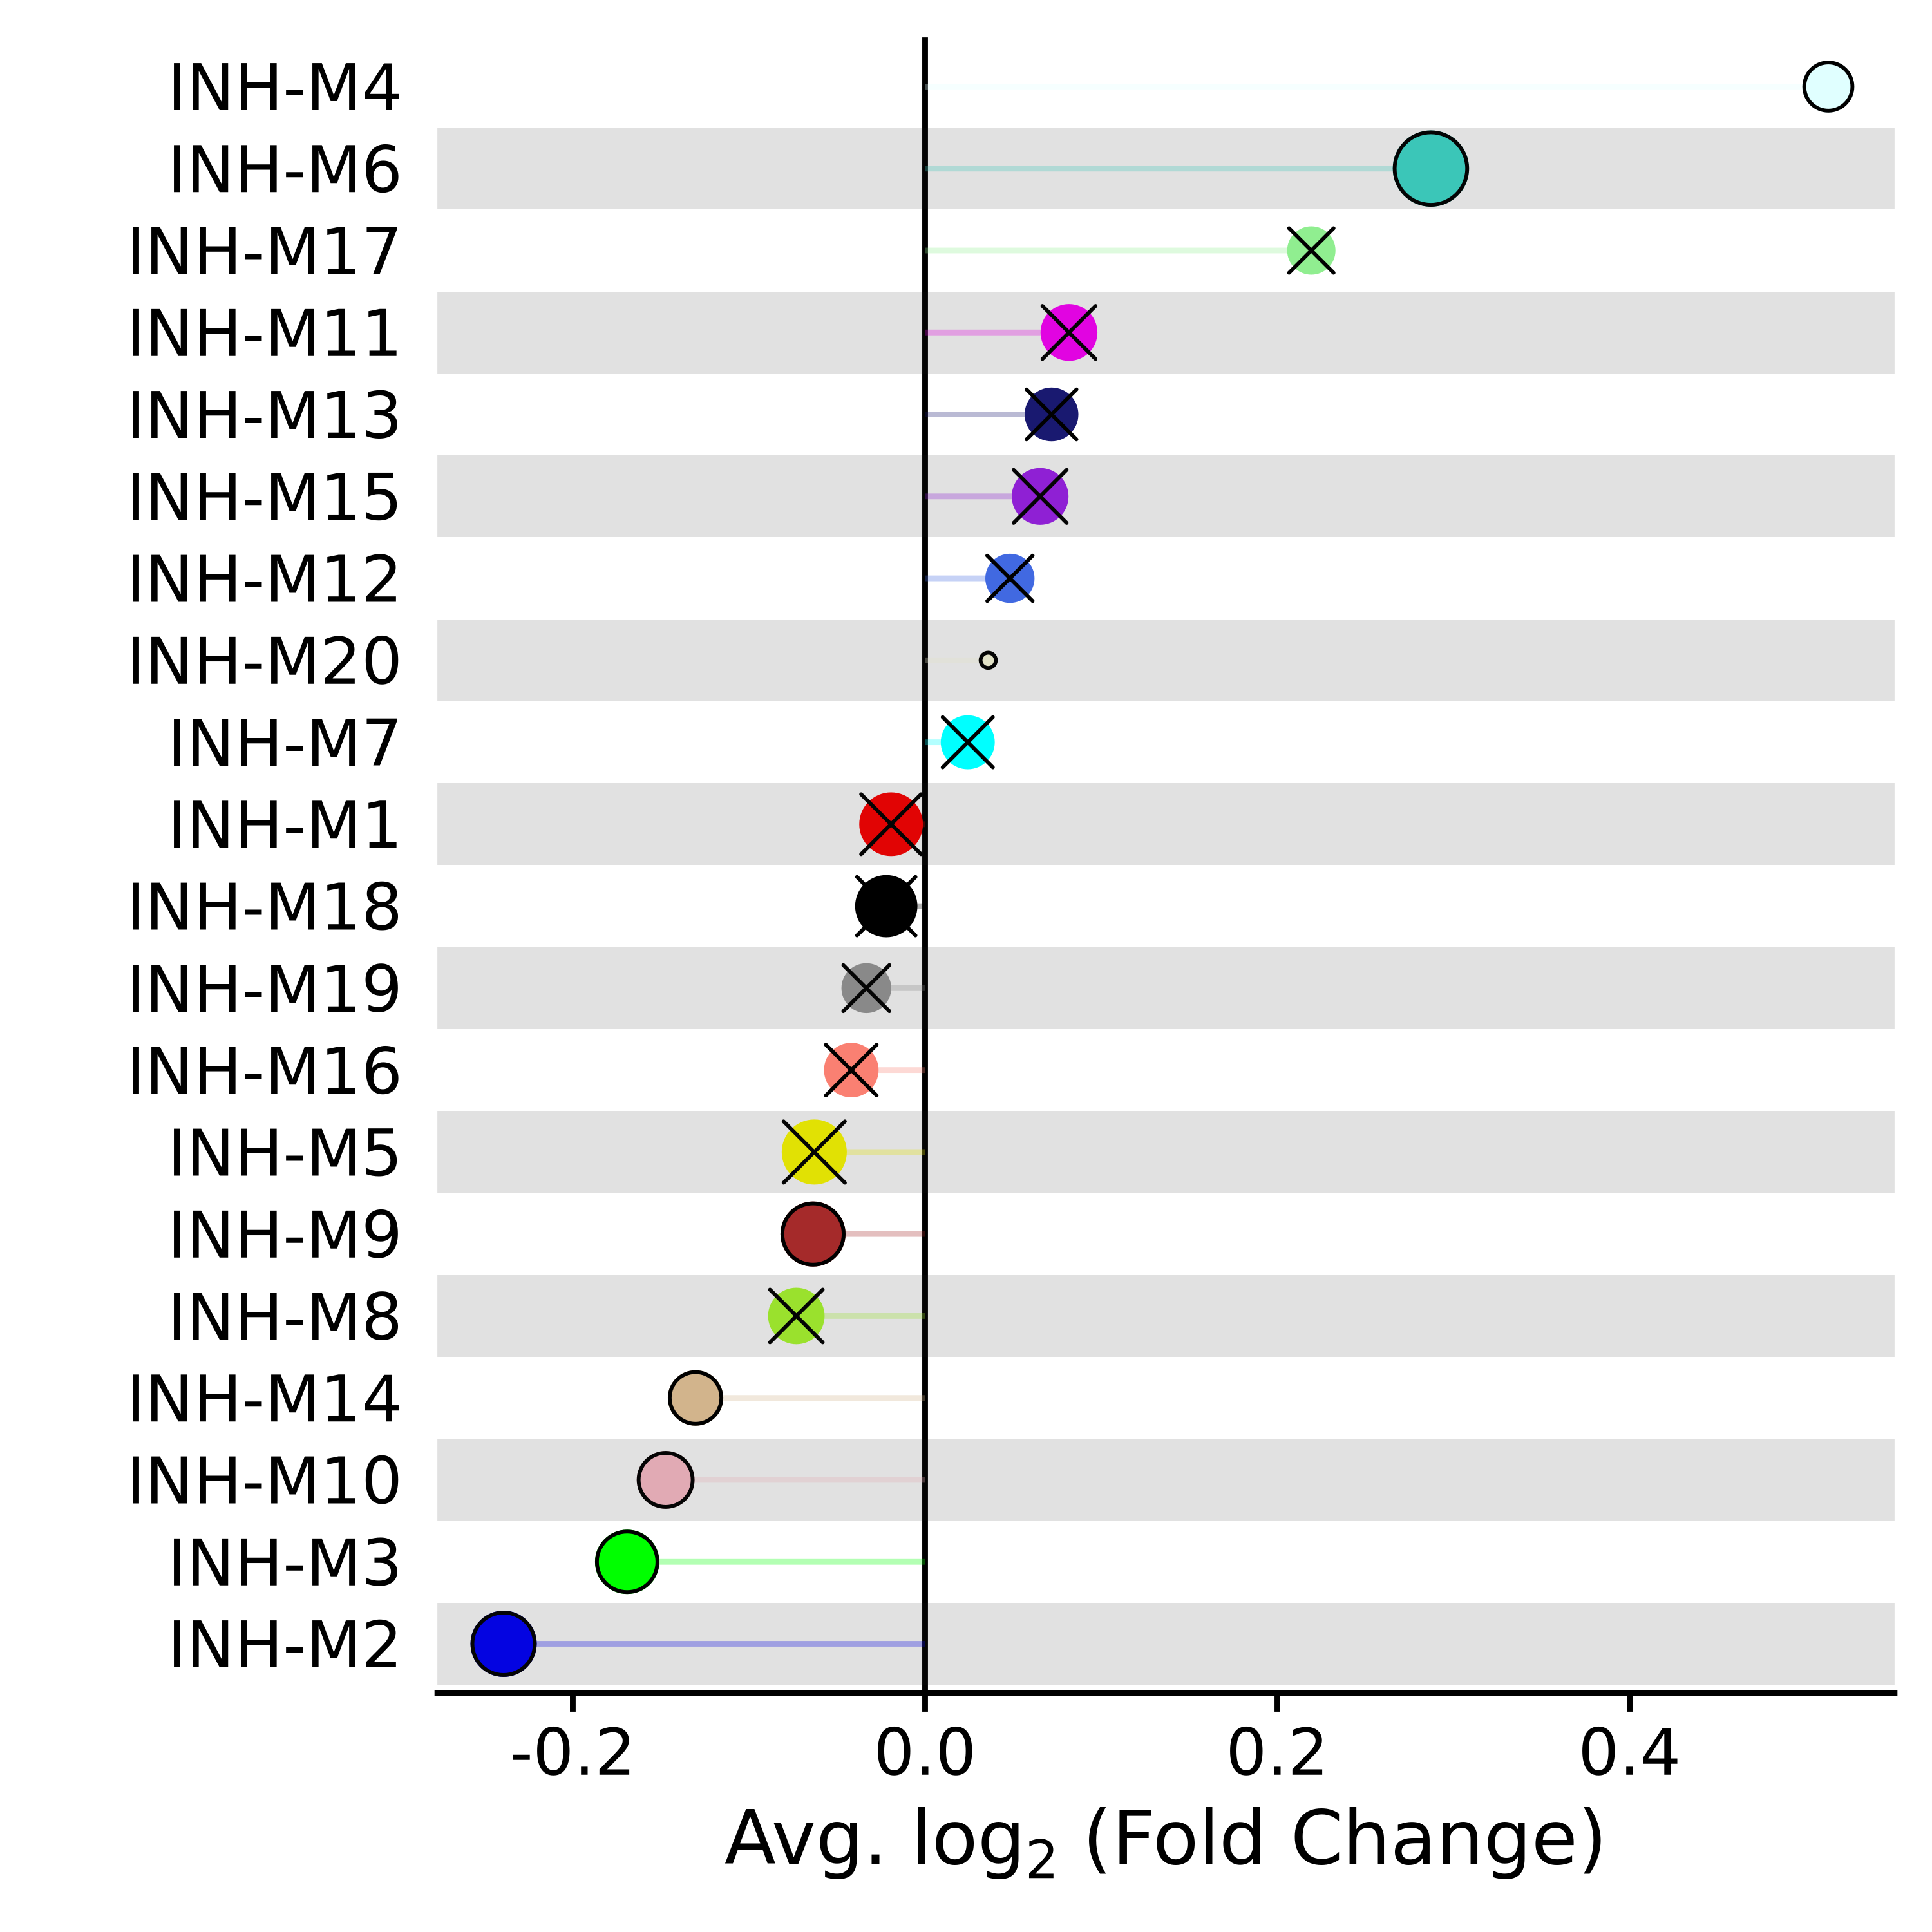 INH-M4
INH-M6
INH-M17
INH-M11
INH-M13
INH-M15
INH-M12
INH-M20
INH-M7
INH-M1
INH-M18
INH-M19
INH-M16
INH-M5
INH-M9
INH-M8
INH-M14
INH-M10
INH-M3
INH-M2
-0.2 0.0 0.2 0.4
Avg. log₂ (Fold Change)